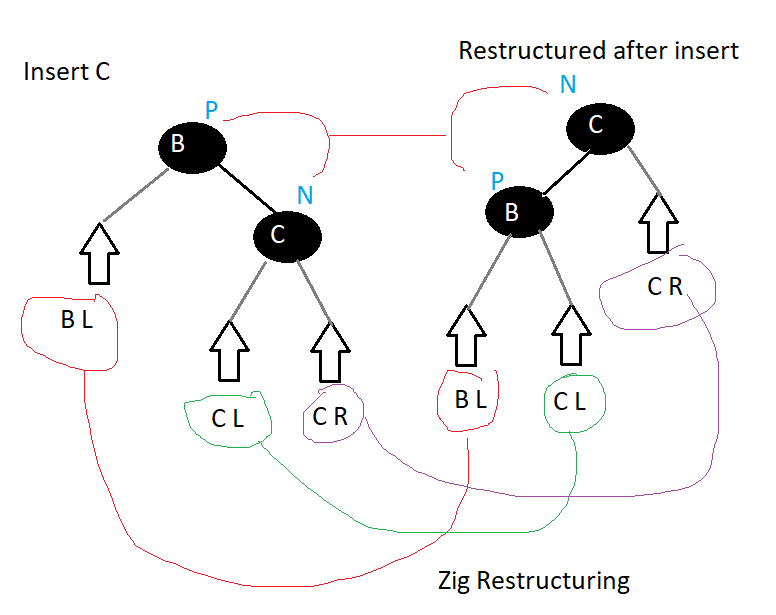 Insert C
Restructured after insert
P
B
N
C
B L
C L
C R
N
C
P
B
C R
B L
C L
Zig Restructuring